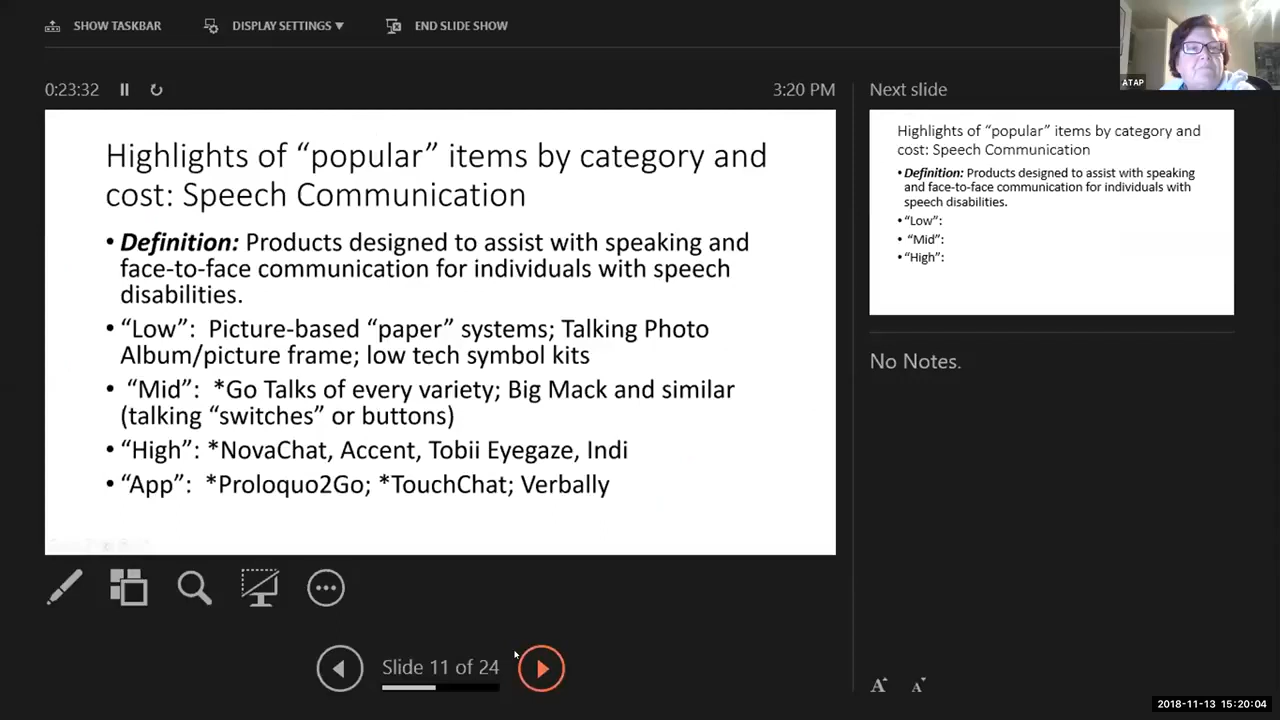 SHOW TASKBAR
DISPLAY SETTINGS ▼
END SLIDE SHOW
ATAP
0:23:32
3:20 PM
Highlights of “popular” items by category and
cost: Speech Communication
• Definition: Products designed to assist with speaking and
face-to-face communication for individuals with speech
disabilities.
• “Low”: Picture-based “paper” systems; Talking Photo
Album/picture frame; low tech symbol kits
• “Mid”: *Go Talks of every variety; Big Mack and similar
(talking “switches” or buttons)
• “High”: *NovaChat, Accent, Tobii Eyegaze, Indi
• “App”: *Proloquo2Go; *TouchChat; Verbally
Next slide
Highlights of “popular” items by category and
cost: Speech Communication
• Definition: Products designed to assist with speaking
and face-to-face communication for individuals with
speech disabilities.
• “Low”:
• “Mid”:
• “High”:
No Notes.
Slide 11 of 24
A A
2018-11-13 15:20:04